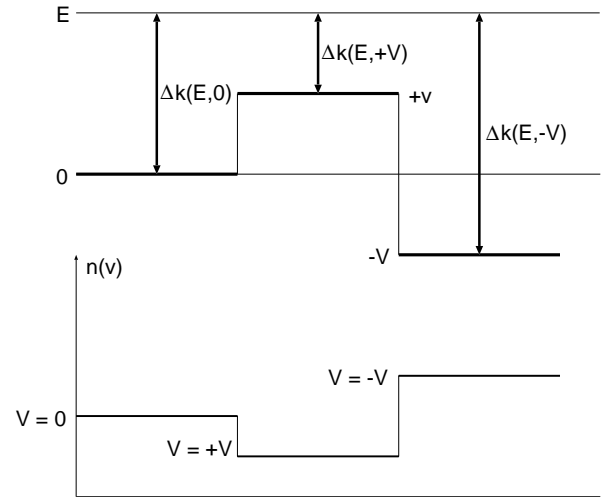 E
Δk(E,+V)
Δk(E,0)
+v
Δk(E,-V)
0
-V
n(v)
V = -V
V = 0
V = +V